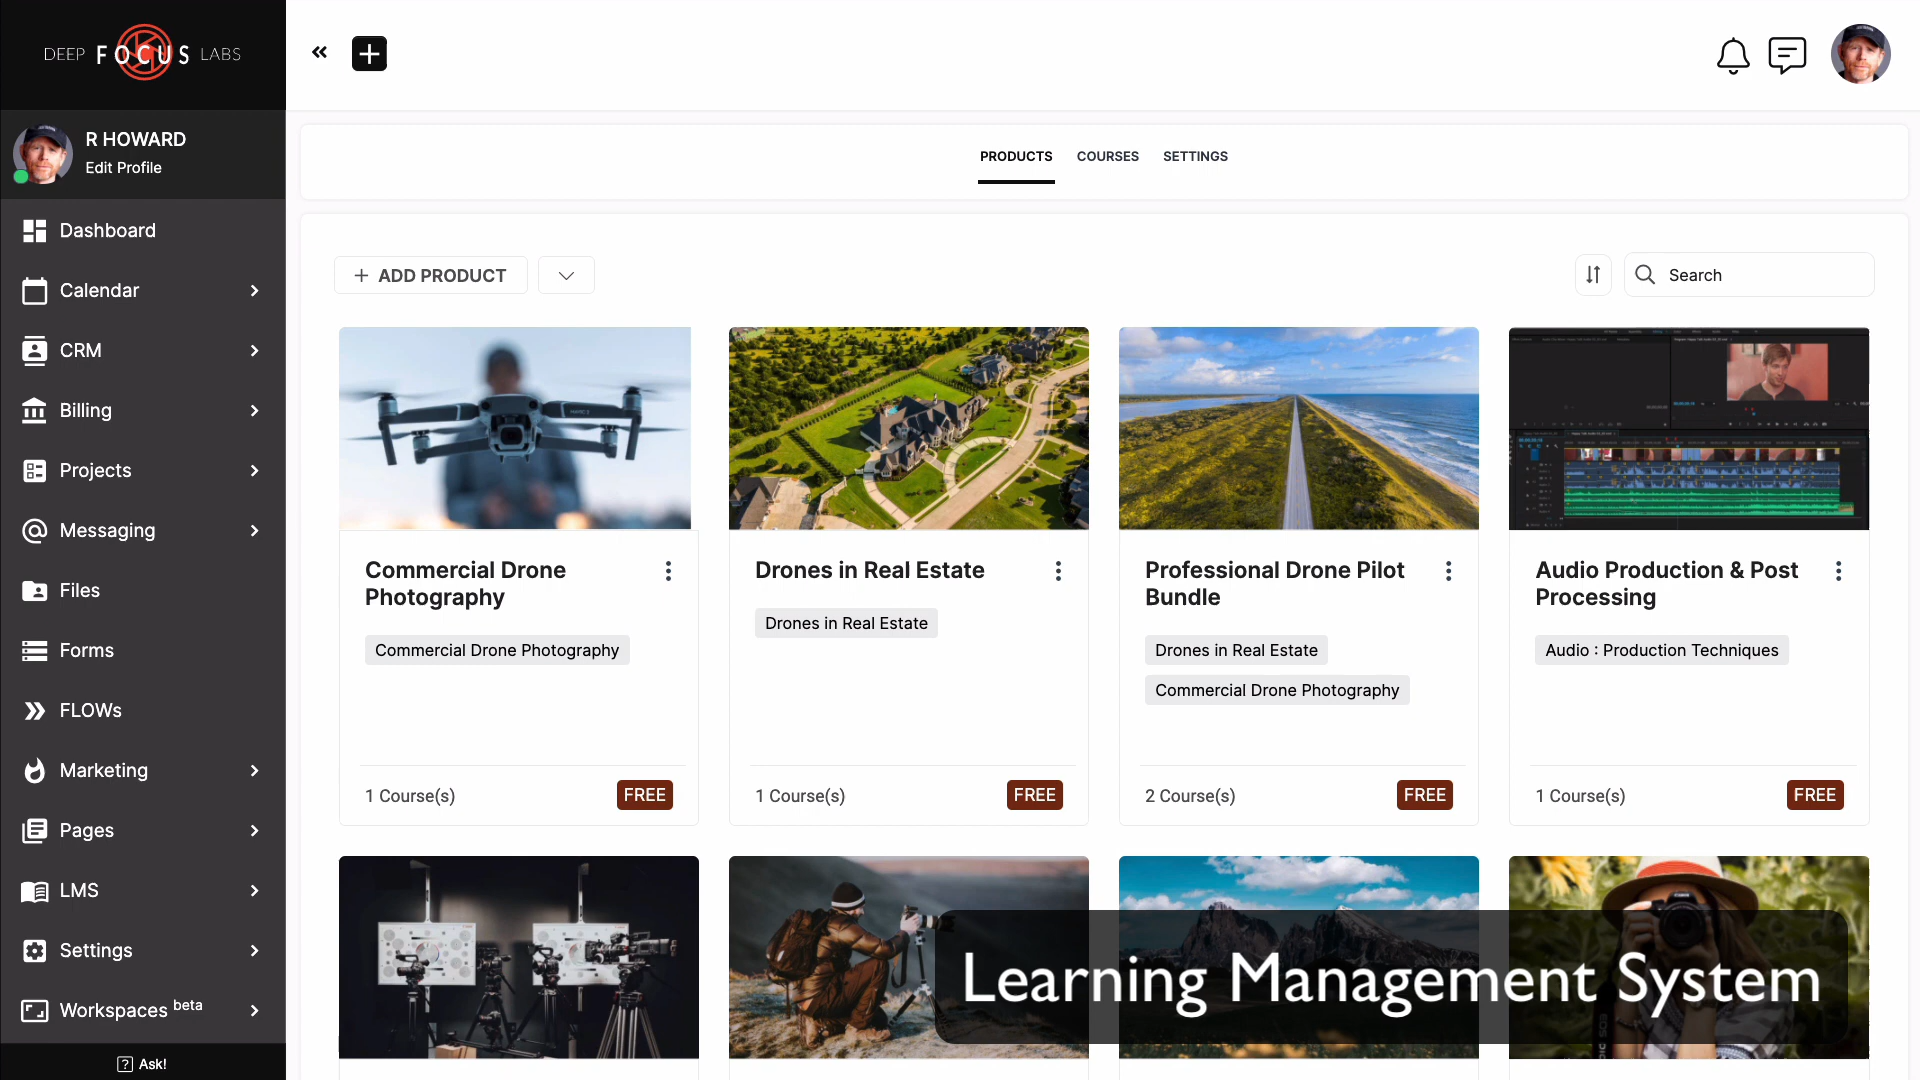 DEEP FOCUS LABS
R HOWARD
Edit Profile
Dashboard
Calendar
CRM
Billing
Projects
Messaging
Files
Forms
FLOWs
Marketing
Pages
LMS
Settings
Workspaces beta
Ask!
PRODUCTS COURSES SETTINGS
ADD PRODUCT
Search
Commercial Drone
Photography
Commercial Drone Photography
1 Course(s) FREE
Drones in Real Estate
Drones in Real Estate
1 Course(s) FREE
Professional Drone Pilot
Bundle
Drones in Real Estate
Commercial Drone Photography
2 Course(s) FREE
Audio Production & Post
Processing
Audio : Production Techniques
1 Course(s) FREE
Learning Management System